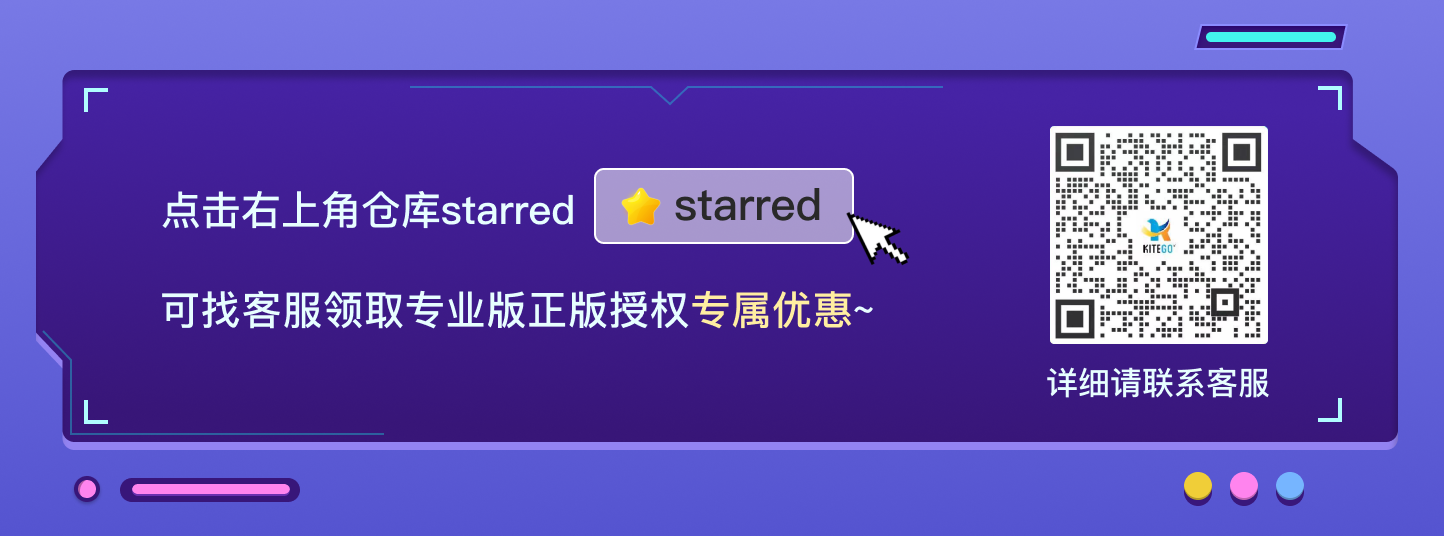 点击右上角仓库starred
starred
可找客服领取专业版正版授权专属优惠~
KITEGO
详细请联系客服